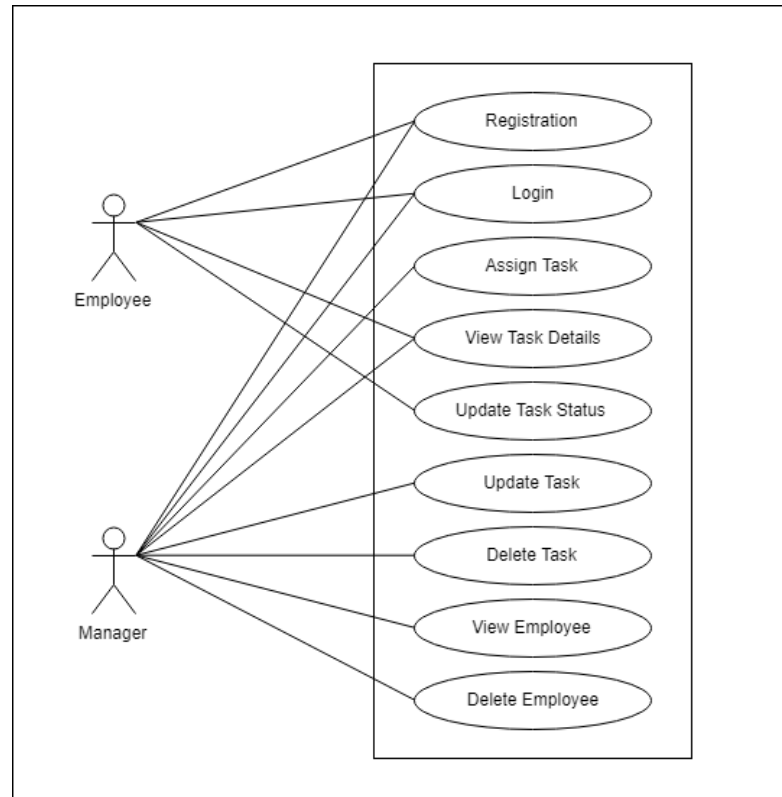 Registration
Login
Employee
Assign Task
View Task Details
Update Task Status
Update Task
Delete Task
Manager
View Employee
Delete Employee